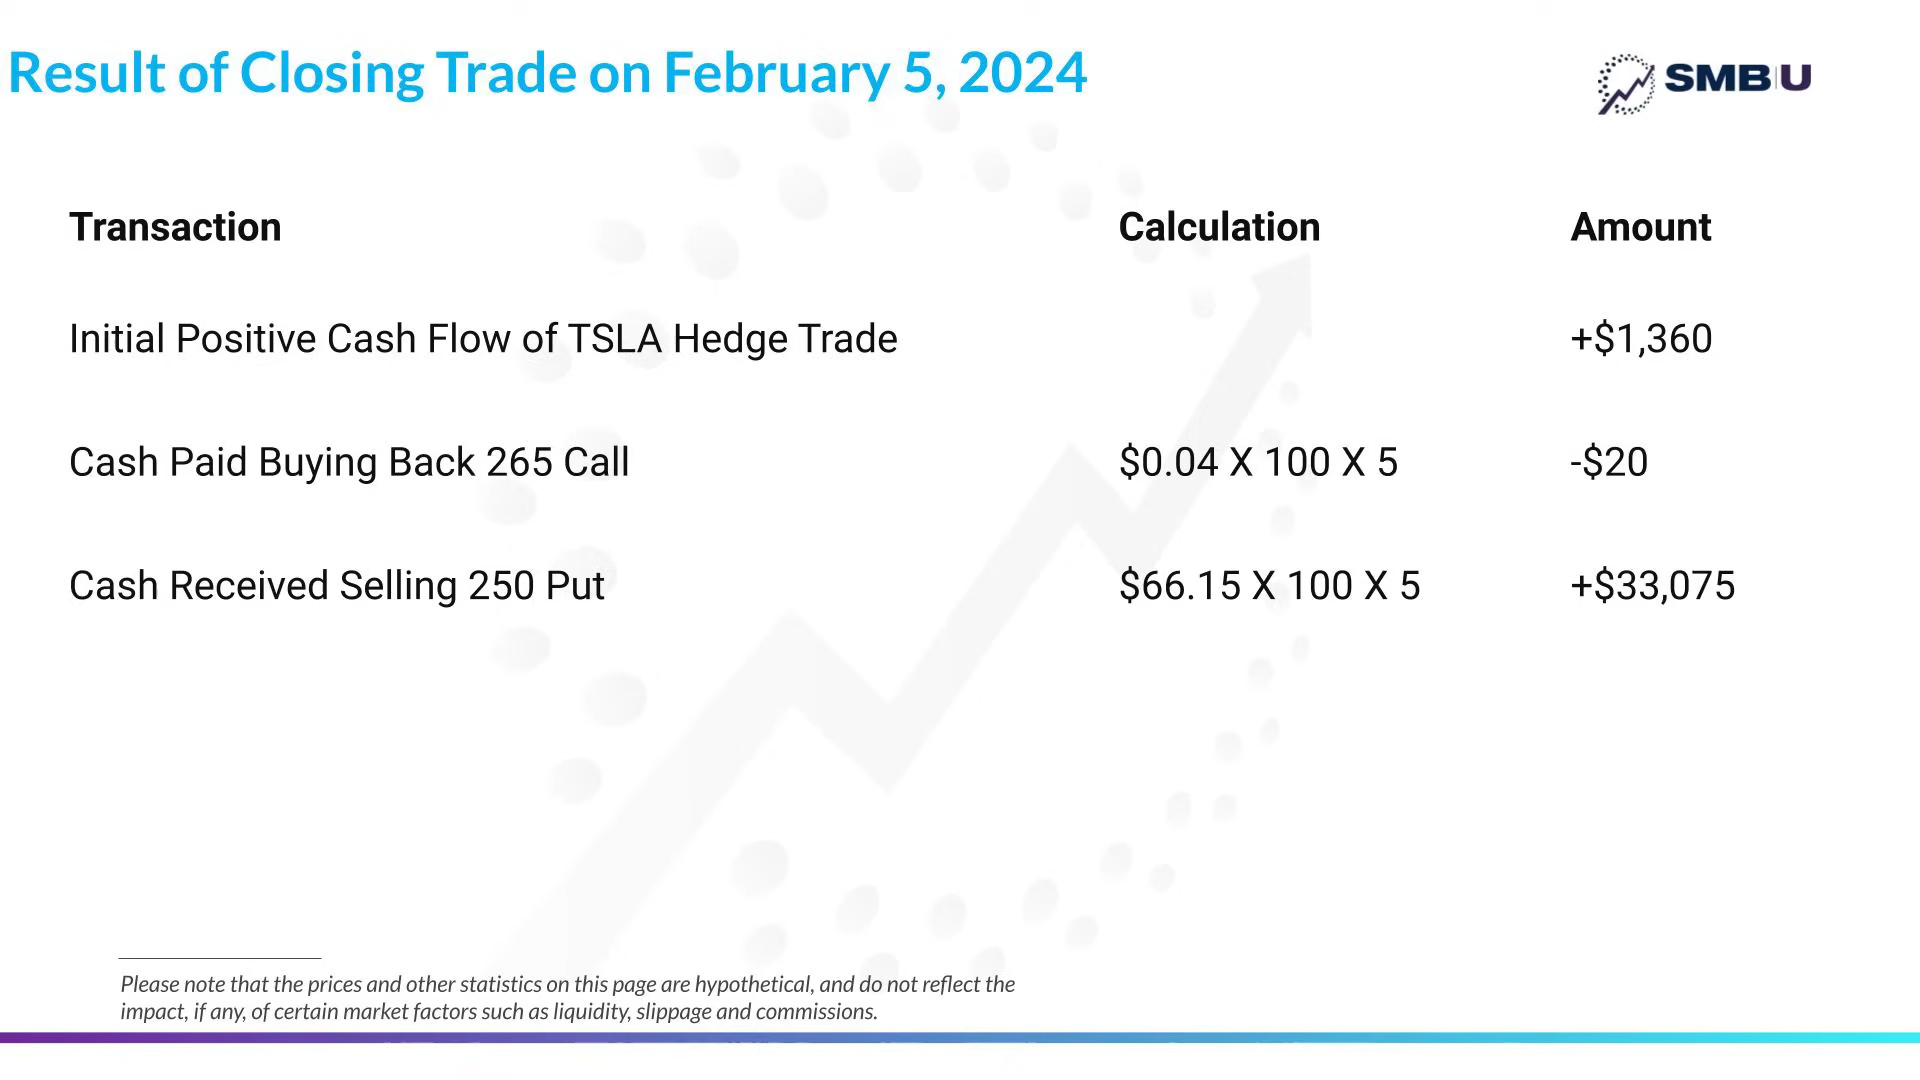 Result of Closing Trade on February 5, 2024
SMB U
Transaction Calculation Amount
Initial Positive Cash Flow of TSLA Hedge Trade +$1,360
Cash Paid Buying Back 265 Call $0.04 X 100 X 5 -$20
Cash Received Selling 250 Put $66.15 X 100 X 5 +$33,075
Please note that the prices and other statistics on this page are hypothetical, and do not reflect the
impact, if any, of certain market factors such as liquidity, slippage and commissions.